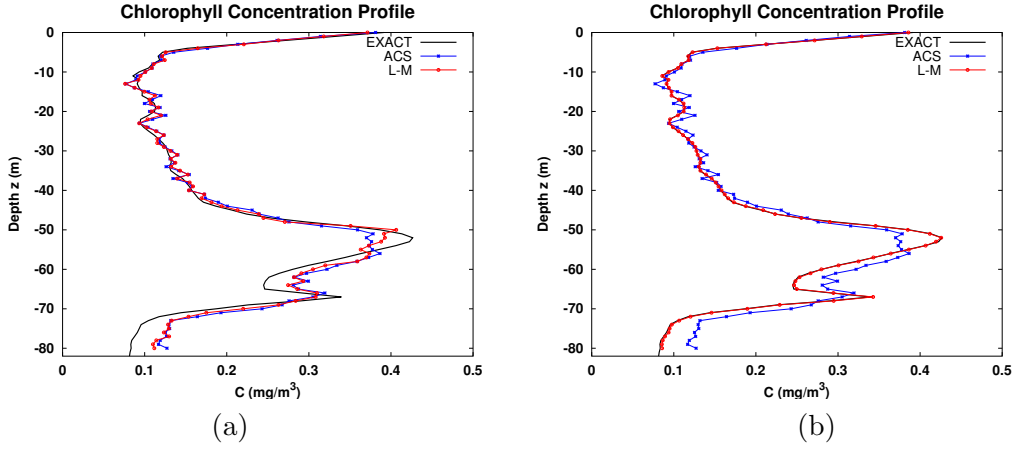 Chlorophyll Concentration Profile
EXACT
ACS
L-M
Depth z (m)
0
-10
-20
-30
-40
-50
-60
-70
-80
0
0.1
0.2
0.3
0.4
0.5
C (mg/m³)
(a)
Chlorophyll Concentration Profile
EXACT
ACS
L-M
Depth z (m)
0
-10
-20
-30
-40
-50
-60
-70
-80
0
0.1
0.2
0.3
0.4
0.5
C (mg/m³)
(b)